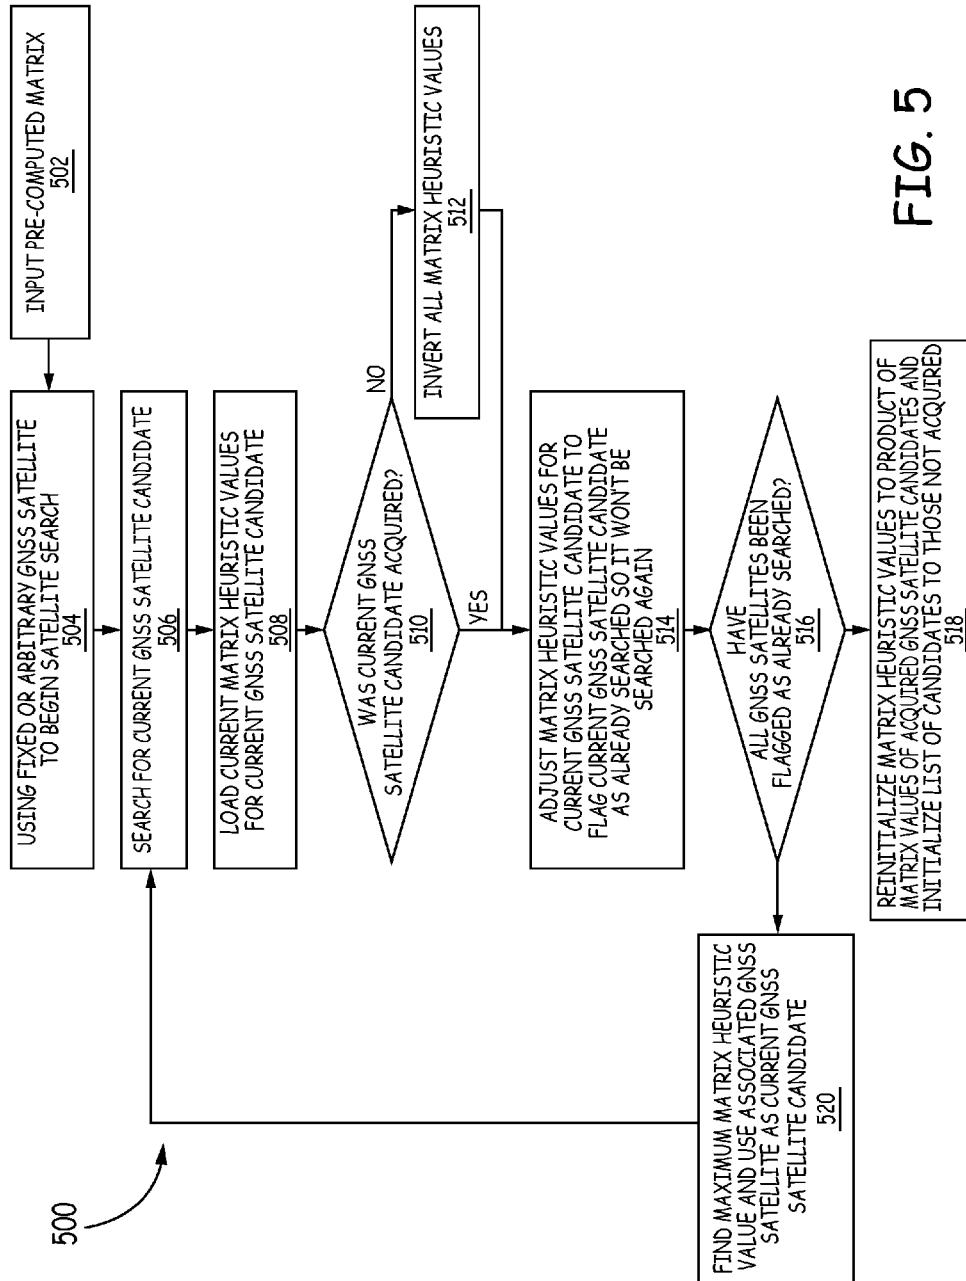 500
INPUT PRE-COMPUTED MATRIX
502
USING FIXED OR ARBITRARY GNSS SATELLITE
TO BEGIN SATELLITE SEARCH
504
SEARCH FOR CURRENT GNSS SATELLITE CANDIDATE
506
LOAD CURRENT MATRIX HEURISTIC VALUES
FOR CURRENT GNSS SATELLITE CANDIDATE
508
WAS CURRENT GNSS
SATELLITE CANDIDATE ACQUIRED?
510
NO
YES
INVERT ALL MATRIX HEURISTIC VALUES
512
ADJUST MATRIX HEURISTIC VALUES FOR
CURRENT GNSS SATELLITE CANDIDATE TO
FLAG CURRENT GNSS SATELLITE CANDIDATE
AS ALREADY SEARCHED SO IT WON'T BE
SEARCHED AGAIN
514
HAVE
ALL GNSS SATELLITES BEEN
FLAGGED AS ALREADY SEARCHED?
516
FIND MAXIMUM MATRIX HEURISTIC
VALUE AND USE ASSOCIATED GNSS
SATELLITE AS CURRENT GNSS
SATELLITE CANDIDATE
520
REINITIALIZE MATRIX HEURISTIC VALUES TO PRODUCT OF
MATRIX VALUES OF ACQUIRED GNSS SATELLITE CANDIDATES AND
INITIALIZE LIST OF CANDIDATES TO THOSE NOT ACQUIRED
518
FIG. 5